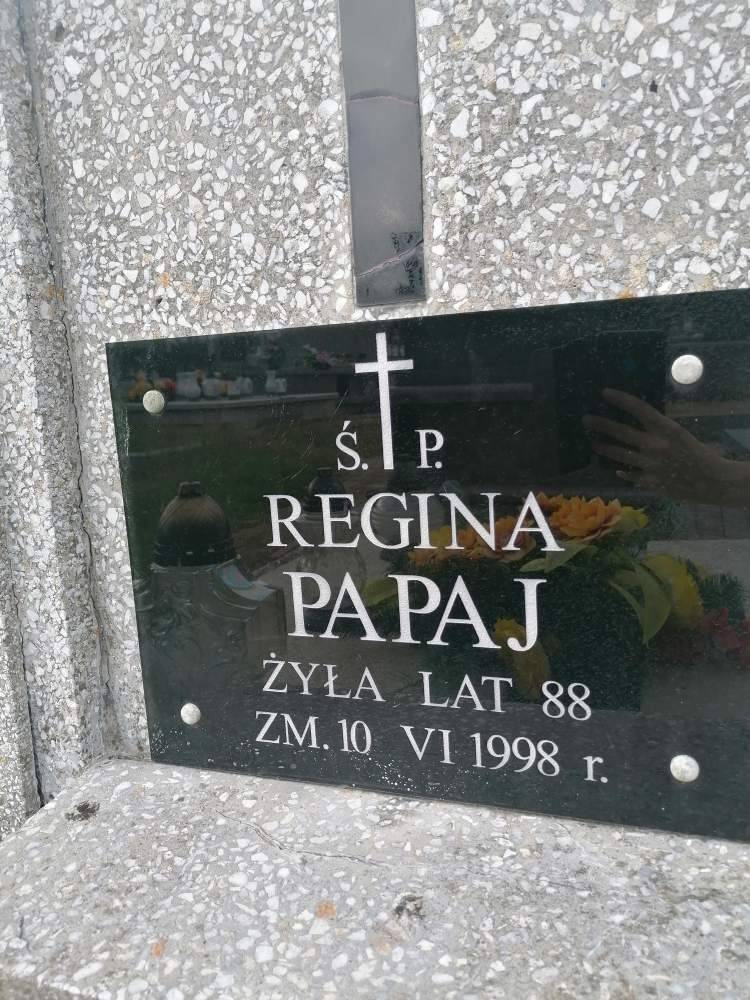 Ś. P.
REGINA
PAPAJ
ŻYŁA LAT 88
ZM. 10 VI 1998 r.